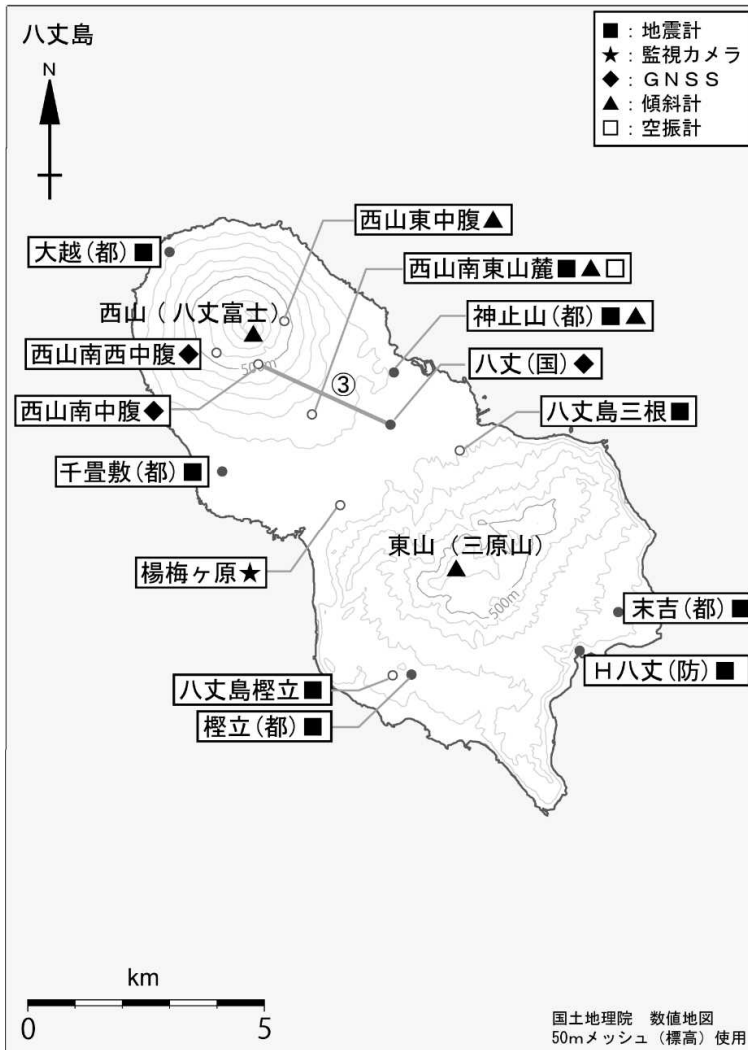 八丈島
■：地震計
★：監視カメラ
◆：ＧＮＳＳ
▲：傾斜計
□：空振計
N
西山東中腹▲
大越(都)■
西山南東山麓■▲□
西山（八丈富士）
神止山(都)■▲
西山南西中腹◆
500m
③
八丈(国)◆
西山南中腹◆
八丈島三根■
千畳敷(都)■
東山（三原山）
楊梅ヶ原★
500m
末吉(都)■
H八丈(防)■
八丈島樫立■
樫立(都)■
km
0
5
国土地理院　数値地図
50mメッシュ（標高）使用